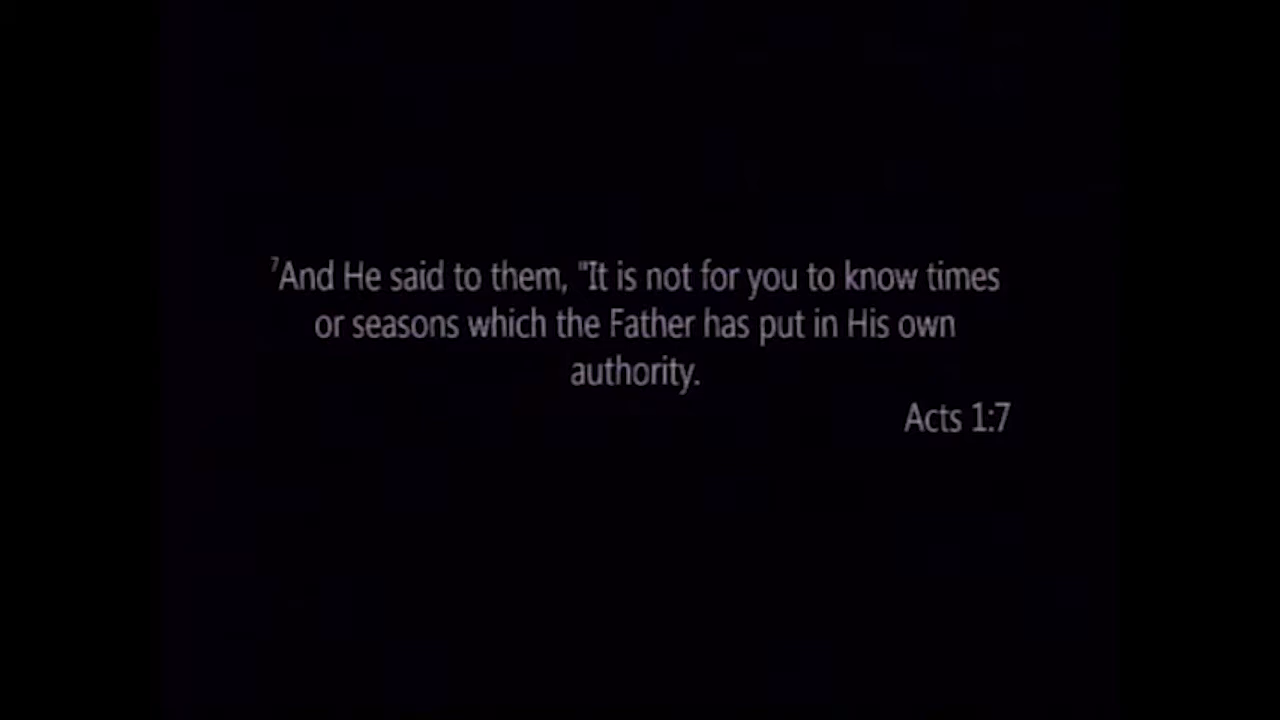 ⁷And He said to them, "It is not for you to know times
or seasons which the Father has put in His own
authority.
Acts 1:7